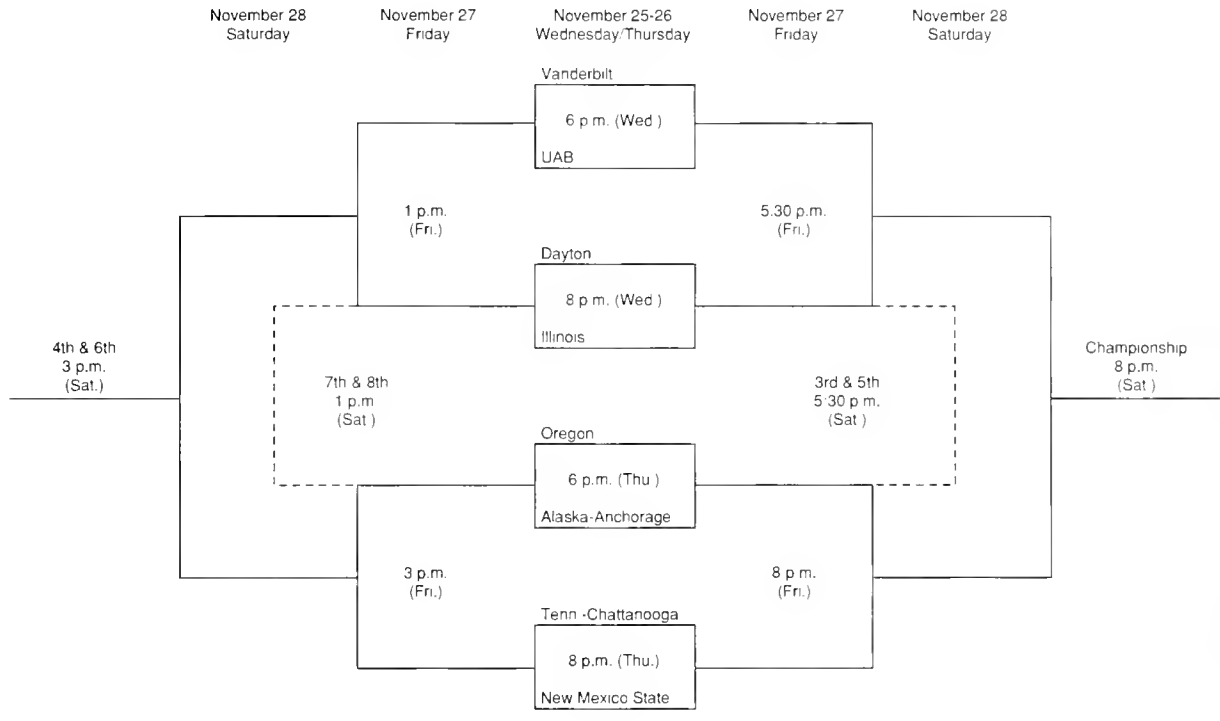 November 28
Saturday
November 27
Friday
November 25-26
Wednesday/Thursday
November 27
Friday
November 28
Saturday
Vanderbilt
6 p m. (Wed )
UAB
1 p.m.
(Fri.)
5.30 p.m.
(Fri.)
Dayton
8 p m. (Wed )
Illinois
4th & 6th
3 p.m.
(Sat.)
7th & 8th
1 p.m
(Sat )
3rd & 5th
5:30 p m.
(Sat )
Championship
8 p.m.
(Sat )
Oregon
6 p.m. (Thu )
Alaska-Anchorage
3 p.m.
(Fri.)
8 p m.
(Fri.)
Tenn -Chattanooga
8 p.m. (Thu.)
New Mexico State